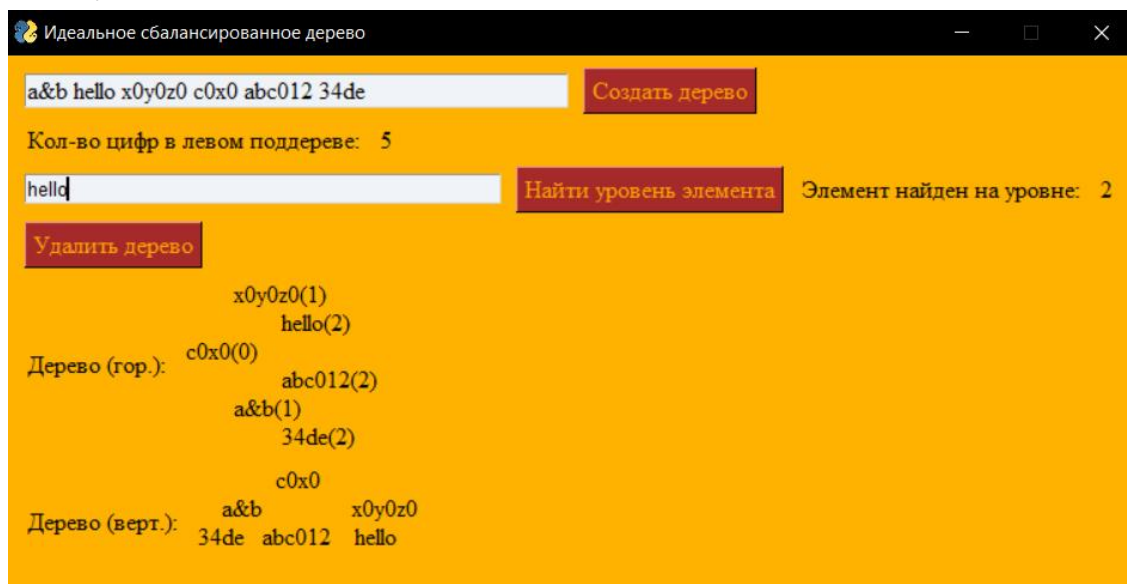 Идеальное сбалансированное дерево
a&b hello x0y0z0 c0x0 abc012 34de Создать дерево
Кол-во цифр в левом поддереве: 5
hello Найти уровень элемента Элемент найден на уровне: 2
Удалить дерево
x0y0z0(1)
hello(2)
Дерево (гор.): c0x0(0)
abc012(2)
a&b(1)
34de(2)
c0x0
a&b x0y0z0
Дерево (верт.): 34de abc012 hello